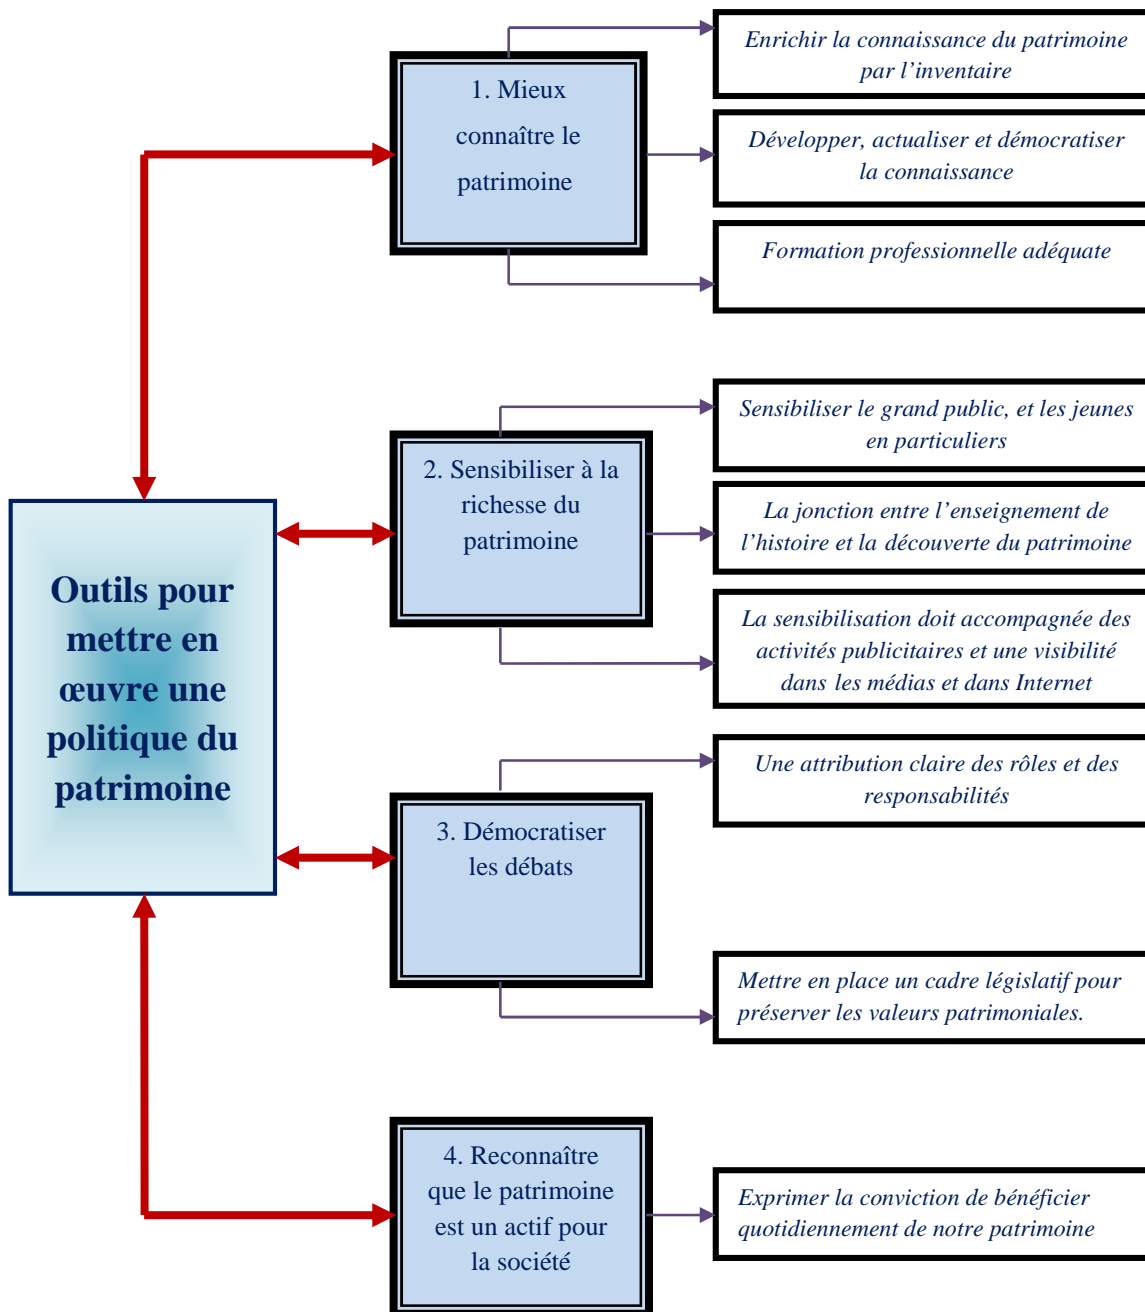 Outils pour
mettre en
œuvre une
politique du
patrimoine
1. Mieux
connaître le
patrimoine
Enrichir la connaissance du patrimoine
par l’inventaire
Développer, actualiser et démocratiser
la connaissance
Formation professionnelle adéquate
2. Sensibiliser à la
richesse du
patrimoine
Sensibiliser le grand public, et les jeunes
en particuliers
La jonction entre l’enseignement de
l’histoire et la découverte du patrimoine
La sensibilisation doit accompagnée des
activités publicitaires et une visibilité
dans les médias et dans Internet
3. Démocratiser
les débats
Une attribution claire des rôles et des
responsabilités
Mettre en place un cadre législatif pour
préserver les valeurs patrimoniales.
4. Reconnaître
que le patrimoine
est un actif pour
la société
Exprimer la conviction de bénéficier
quotidiennement de notre patrimoine